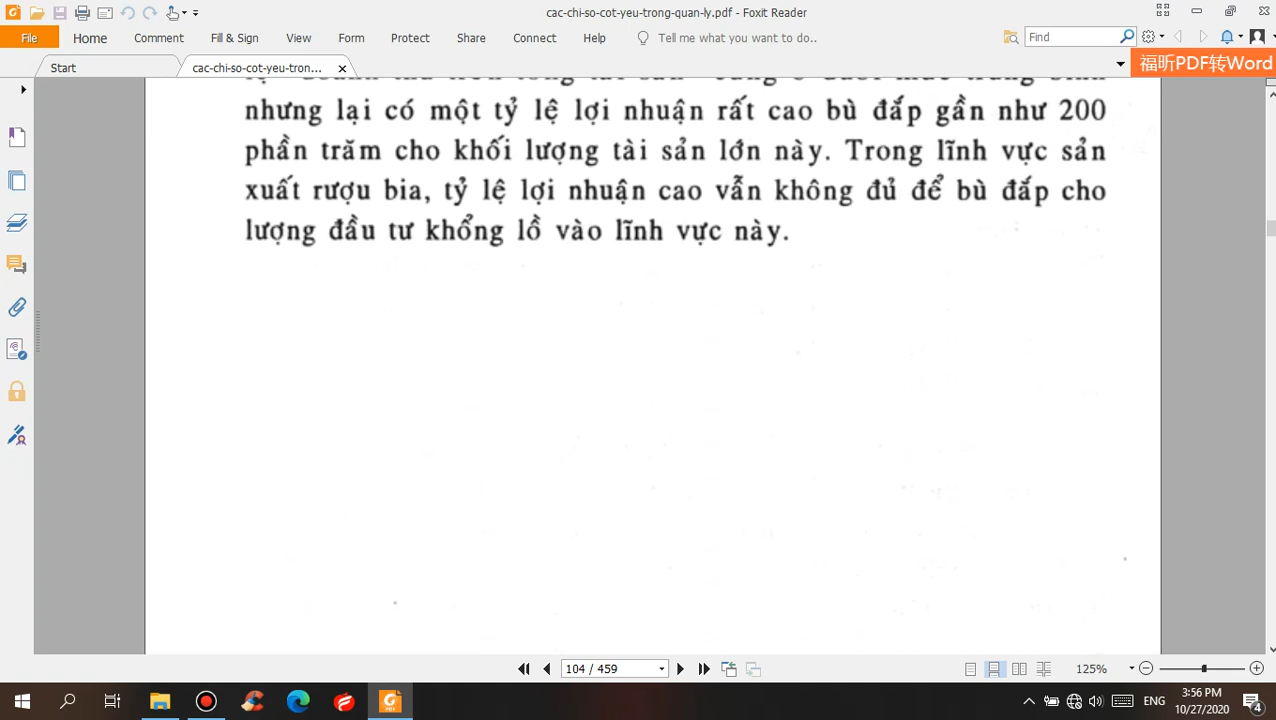 cac-chi-so-cot-yeu-trong-quan-ly.pdf - Foxit Reader
File Home Comment Fill & Sign View Form Protect Share Connect Help Tell me what you want to do.. Find
Start cac-chi-so-cot-yeu-tron...
福昕PDF转Word
nhưng lại có một tỷ lệ lợi nhuận rất cao bù đắp gần như 200
phần trăm cho khối lượng tài sản lớn này. Trong lĩnh vực sản
xuất rượu bia, tỷ lệ lợi nhuận cao vẫn không đủ để bù đắp cho
lượng đầu tư khổng lồ vào lĩnh vực này.
104 / 459
125%
ENG
3:56 PM
10/27/2020
4